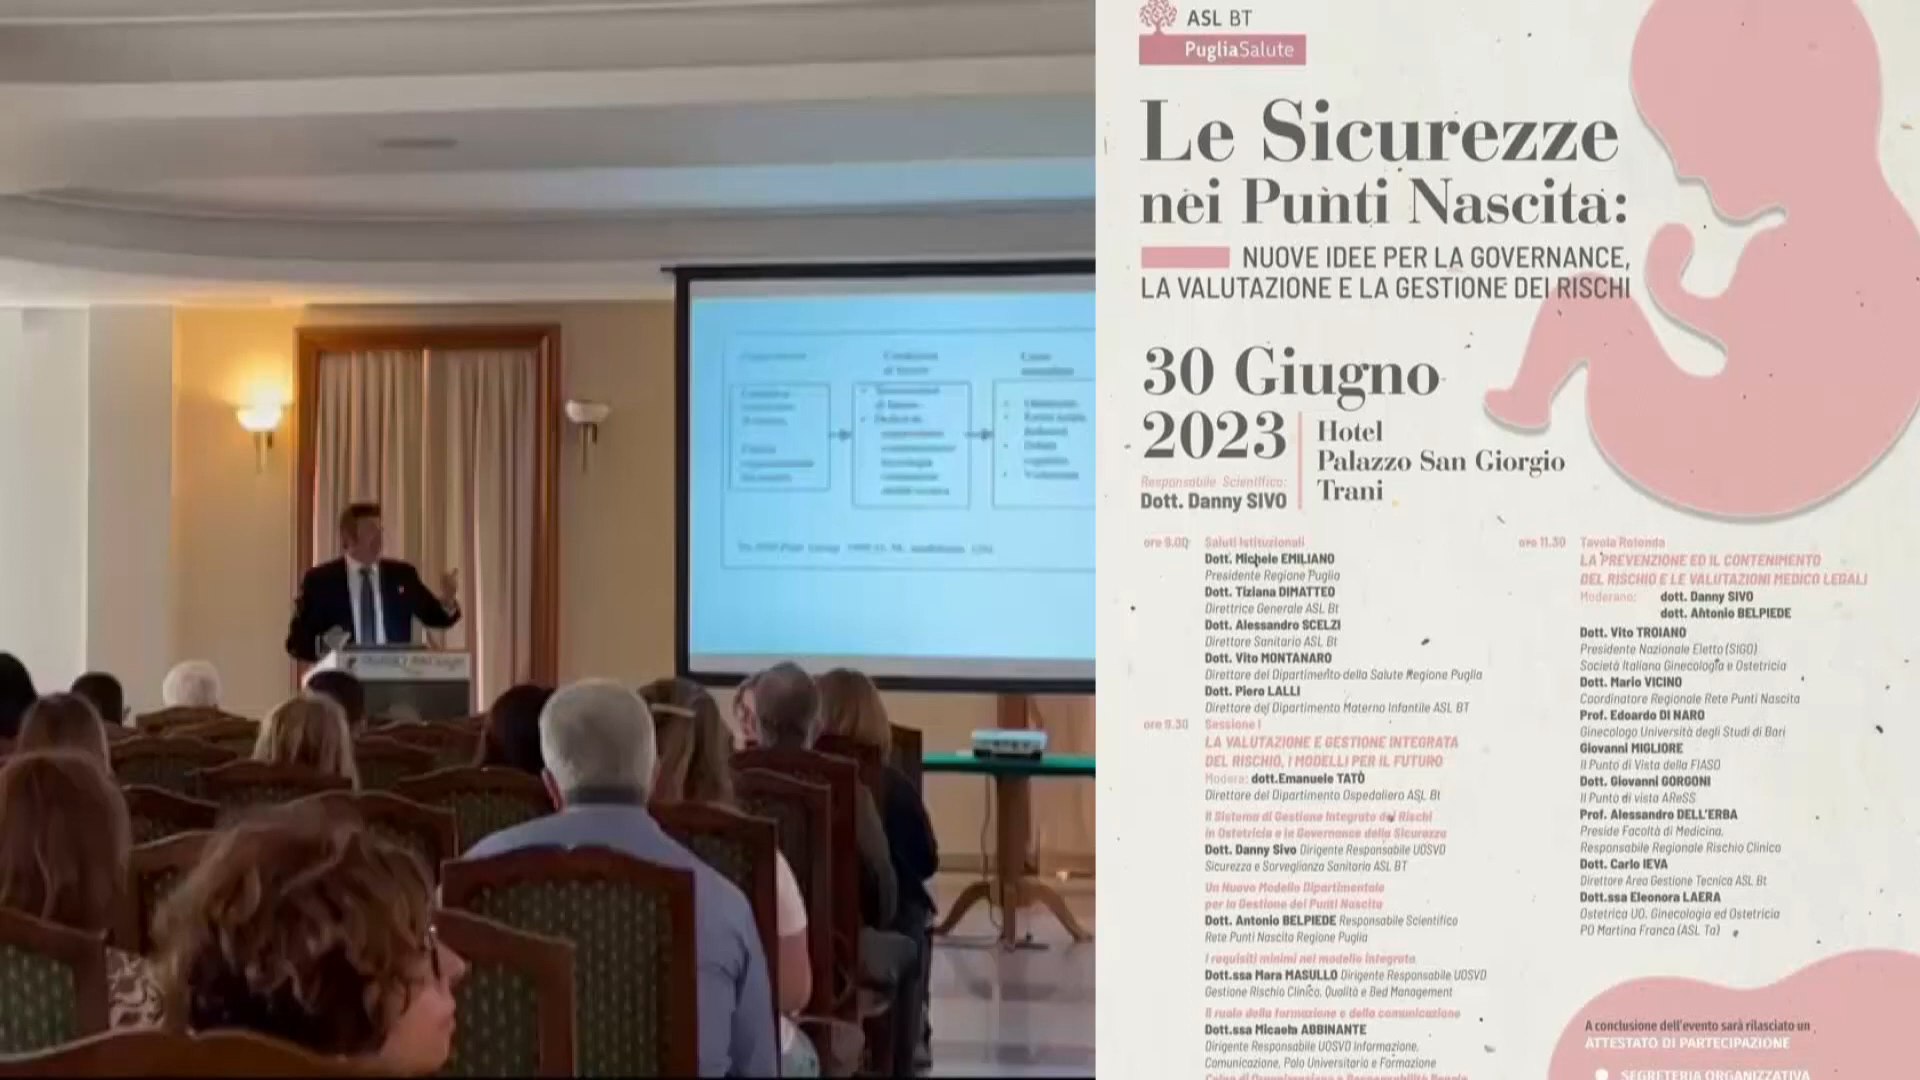 ASL BT
PugliaSalute
Le Sicurezze
nei Punti Nascita:
NUOVE IDEE PER LA GOVERNANCE,
LA VALUTAZIONE E LA GESTIONE DEI RISCHI
30 Giugno
2023
Hotel
Palazzo San Giorgio
Trani
Responsabile Scientifico:
Dott. Danny SIVO
ore 9.00 Saluti Istituzionali
Dott. Michele EMILIANO
Presidente Regione Puglia
Dott. Tiziana DIMATTEO
Direttrice Generale ASL Bt
Dott. Alessandro SCELZI
Direttore Sanitario ASL Bt
Dott. Vito MONTANARO
Direttore del Dipartimento della Salute Regione Puglia
Dott. Piero LALLI
Direttore del Dipartimento Materno Infantile ASL BT
ore 9.30 Sessione I
LA VALUTAZIONE E GESTIONE INTEGRATA
DEL RISCHIO, I MODELLI PER IL FUTURO
Modera: dott.Emanuele TATÒ
Direttore del Dipartimento Ospedaliero ASL Bt
Il Sistema di Gestione Integrato dei Rischi
in Ostetricia e la Governance della Sicurezza
Dott. Danny Sivo Dirigente Responsabile UOSVD
Sicurezza e Sorveglianza Sanitaria ASL BT
Un Nuovo Modello Dipartimentale
per la Gestione dei Punti Nascita
Dott. Antonio BELPIEDE Responsabile Scientifico
Rete Punti Nascita Regione Puglia
I requisiti minimi nel modello integrato
Dott.ssa Mara MASULLO Dirigente Responsabile UOSVD
Gestione Rischio Clinico, Qualità e Bed Management
Il ruolo della formazione e della comunicazione
Dott.ssa Micaela ABBINANTE
Dirigente Responsabile UOSVD Informazione,
Comunicazione, Polo Universitario e Formazione
ore 11.30 Tavola Rotonda
LA PREVENZIONE ED IL CONTENIMENTO
DEL RISCHIO E LE VALUTAZIONI MEDICO LEGALI
Moderano: dott. Danny SIVO
dott. Antonio BELPIEDE
Dott. Vito TROIANO
Presidente Nazionale Eletto (SIGO)
Società Italiana Ginecologia e Ostetricia
Dott. Mario VICINO
Coordinatore Regionale Rete Punti Nascita
Prof. Edoardo DI NARO
Ginecologo Università degli Studi di Bari
Giovanni MIGLIORE
Il Punto di Vista della FIASO
Dott. Giovanni GORGONI
Il Punto di vista AReSS
Prof. Alessandro DELL'ERBA
Preside Facoltà di Medicina,
Responsabile Regionale Rischio Clinico
Dott. Carlo IEVA
Direttore Area Gestione Tecnica ASL Bt
Dott.ssa Eleonora LAERA
Ostetrica UO. Ginecologia ed Ostetricia
PO Martina Franca (ASL Ta)
A conclusione dell'evento sarà rilasciato un
ATTESTATO DI PARTECIPAZIONE
SEGRETERIA ORGANIZZATIVA